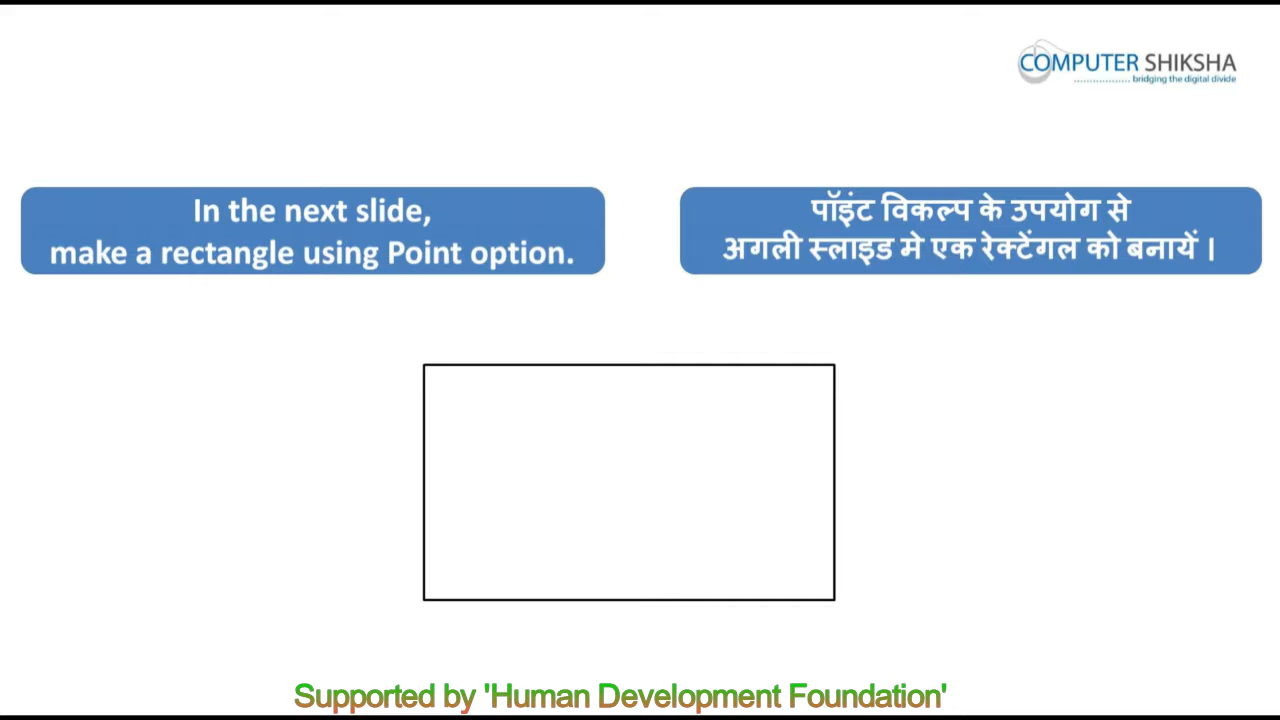 COMPUTER SHIKSHA
.................. bridging the digital divide
In the next slide,
make a rectangle using Point option.
पॉइंट विकल्प के उपयोग से
अगली स्लाइड मे एक रेक्टेंगल को बनायें |
Supported by 'Human Development Foundation'